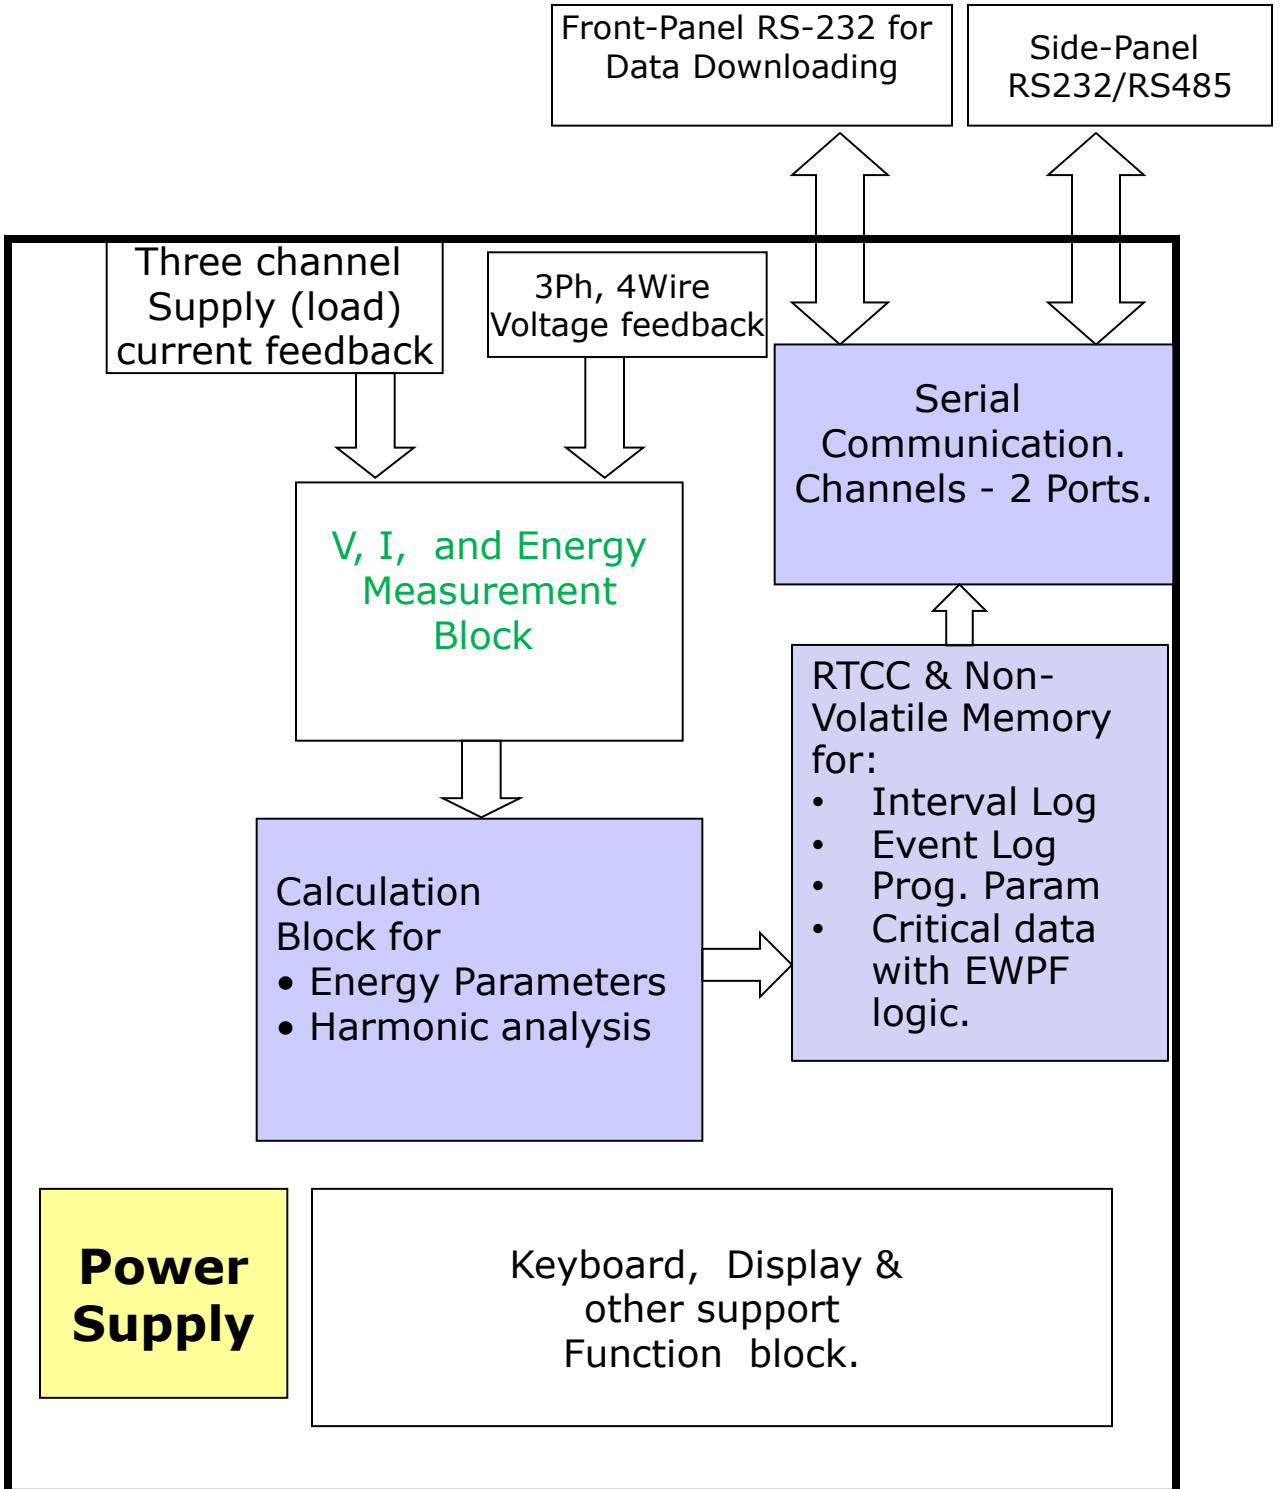 Front-Panel RS-232 for
Data Downloading
Side-Panel
RS232/RS485
Three channel
Supply (load)
current feedback
3Ph, 4Wire
Voltage feedback
Serial
Communication.
Channels - 2 Ports.
V, I, and Energy
Measurement
Block
RTCC & Non-
Volatile Memory
for:
• Interval Log
• Event Log
• Prog. Param
• Critical data
with EWPF
logic.
Calculation
Block for
• Energy Parameters
• Harmonic analysis
Power
Supply
Keyboard, Display &
other support
Function block.